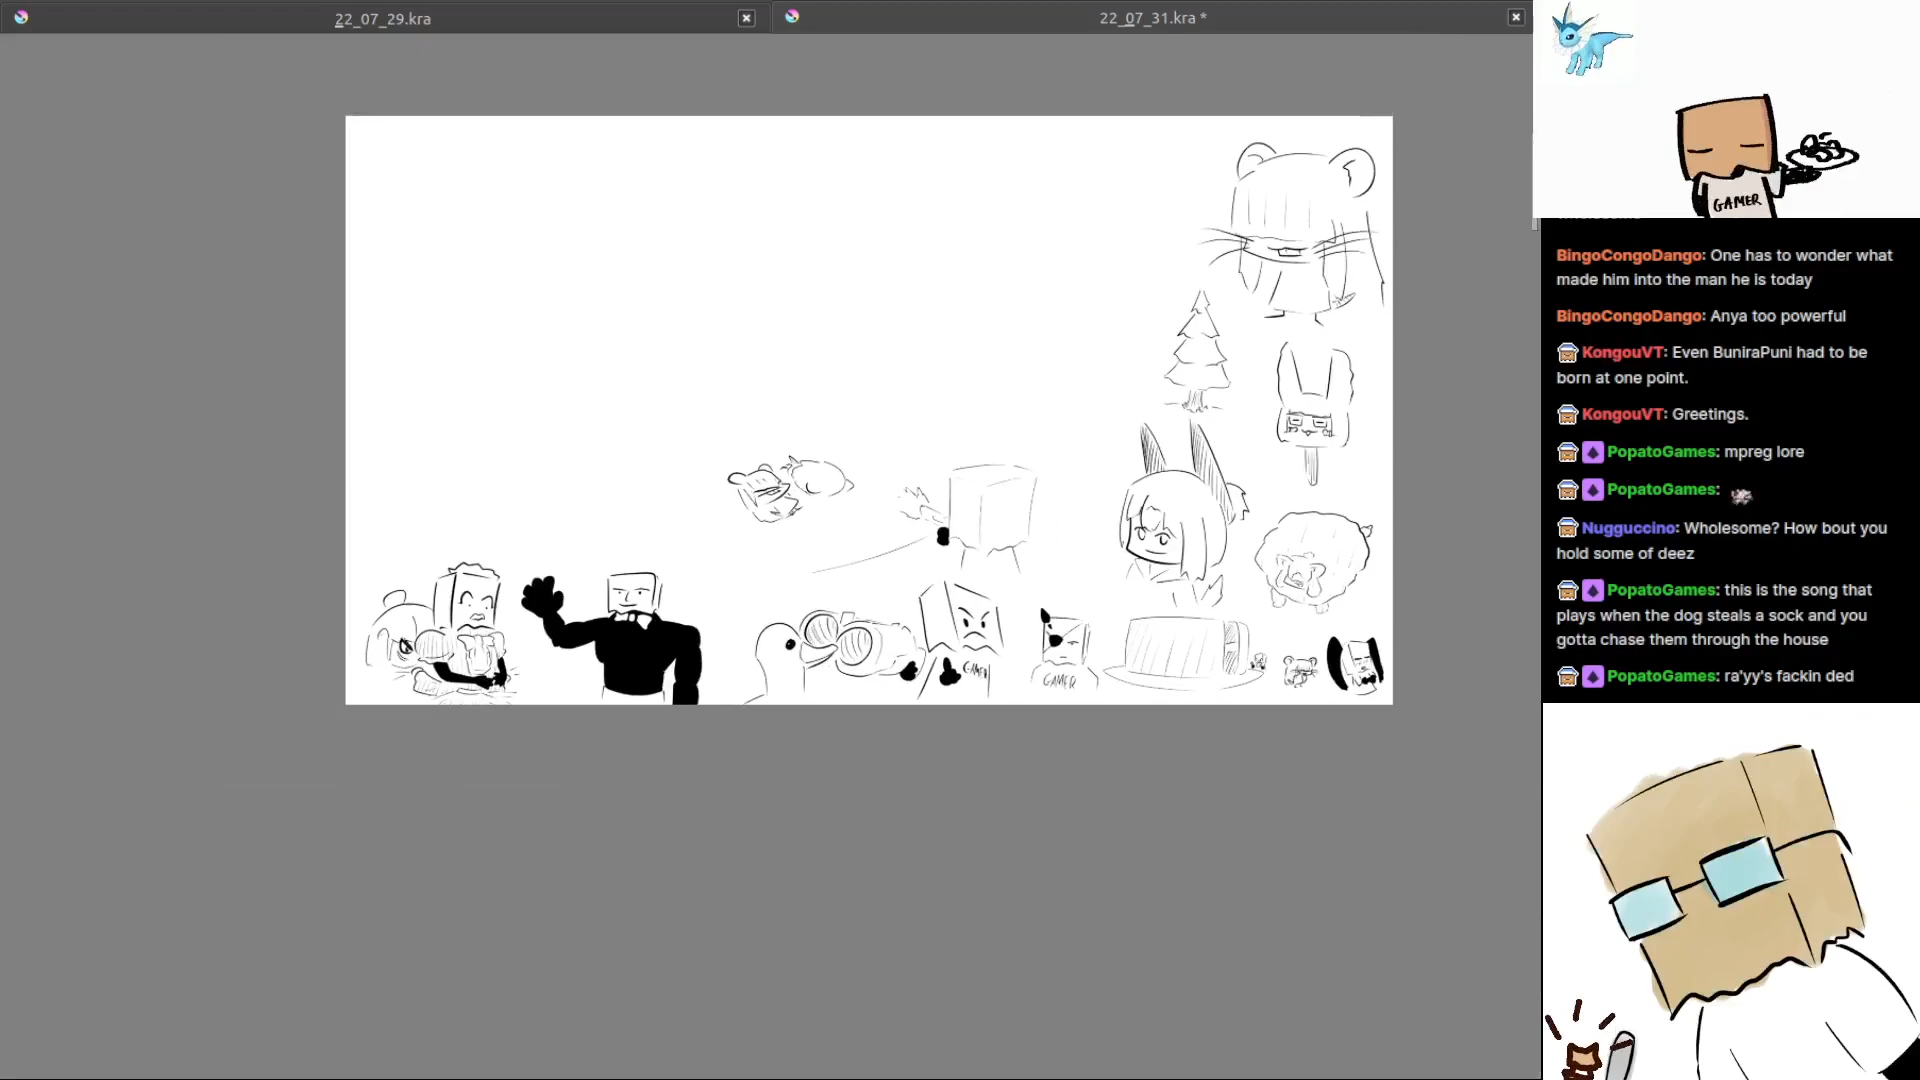 22_07_29.kra
22_07_31.kra *
GAMER
BingoCongoDango: One has to wonder what
made him into the man he is today
BingoCongoDango: Anya too powerful
KongouVT: Even BuniraPuni had to be
born at one point.
KongouVT: Greetings.
PopatoGames: mpreg lore
PopatoGames:
Nugguccino: Wholesome? How bout you
hold some of deez
PopatoGames: this is the song that
plays when the dog steals a sock and you
gotta chase them through the house
PopatoGames: ra'yy's fackin ded
GAMER
GAMER